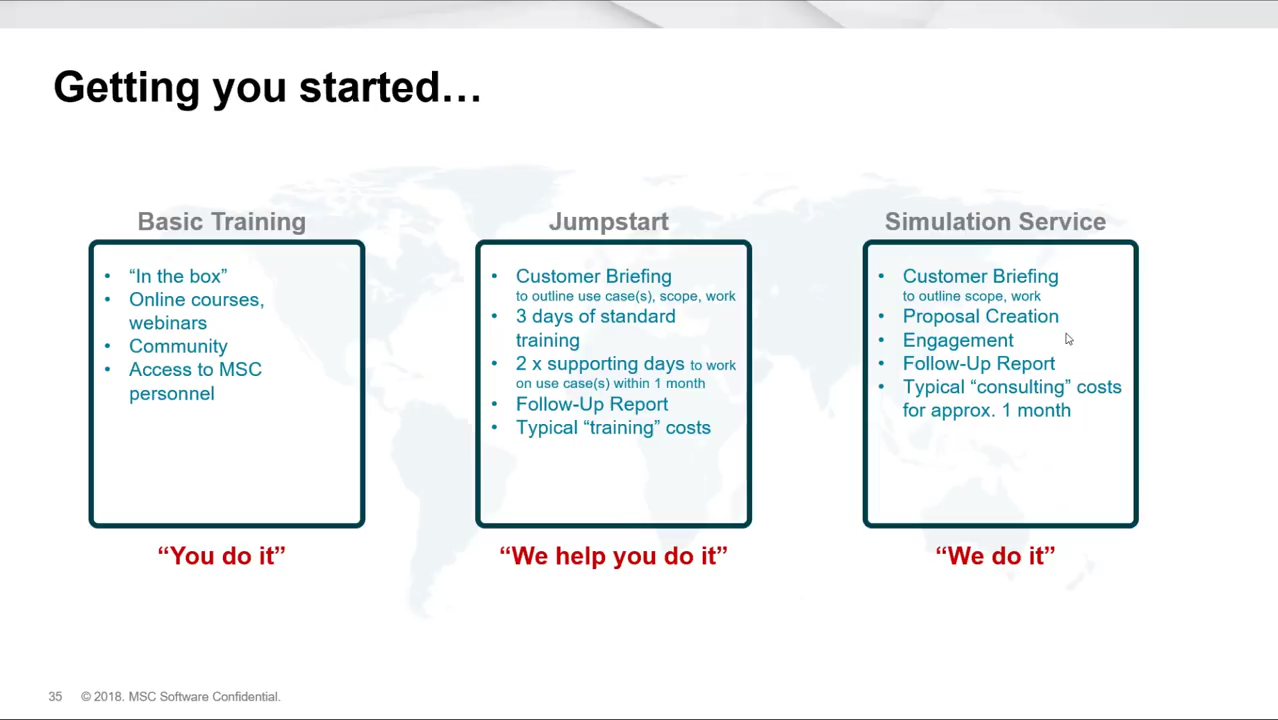 Getting you started…
Basic Training
• “In the box”
• Online courses,
webinars
• Community
• Access to MSC
personnel
“You do it”
Jumpstart
• Customer Briefing
to outline use case(s), scope, work
• 3 days of standard
training
• 2 x supporting days to work
on use case(s) within 1 month
• Follow-Up Report
• Typical “training” costs
“We help you do it”
Simulation Service
• Customer Briefing
to outline scope, work
• Proposal Creation
• Engagement
• Follow-Up Report
• Typical “consulting” costs
for approx. 1 month
“We do it”
35 © 2018. MSC Software Confidential.